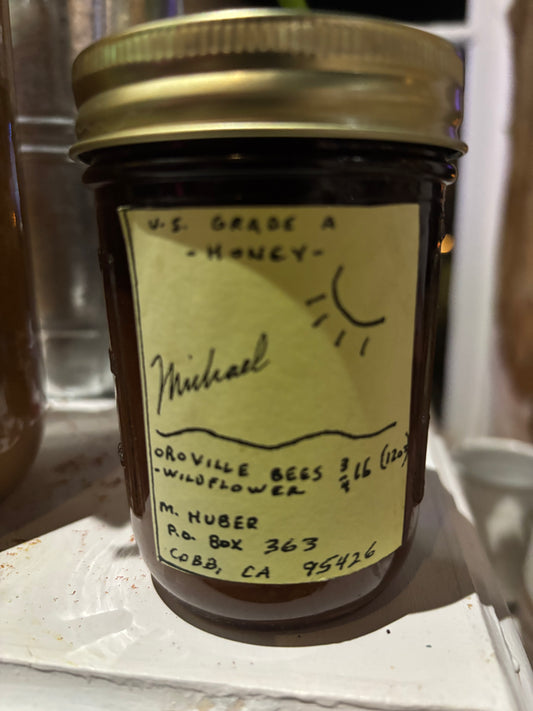 U.S. GRADE A
- HONEY -
Michael
OROVILLE BEES 3/4 lb (12oz)
- WILDFLOWER
M. HUBER
P.O. BOX 363
COBB, CA 95426